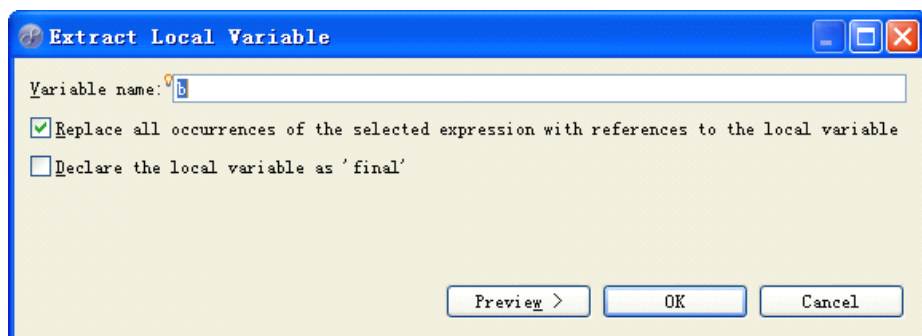 Extract Local Variable
Variable name: b
Replace all occurrences of the selected expression with references to the local variable
Declare the local variable as 'final'
Preview > OK Cancel